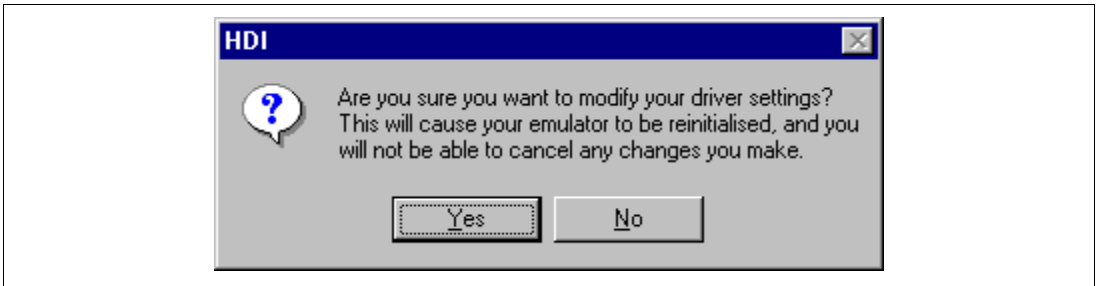 HDI
?
Are you sure you want to modify your driver settings?
This will cause your emulator to be reinitialised, and you
will not be able to cancel any changes you make.
Yes No